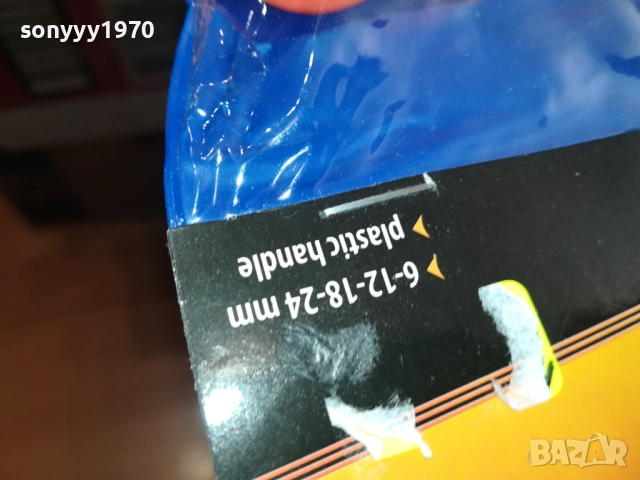 sonyyy1970
6-12-18-24 mm
plastic handle
BAZAR